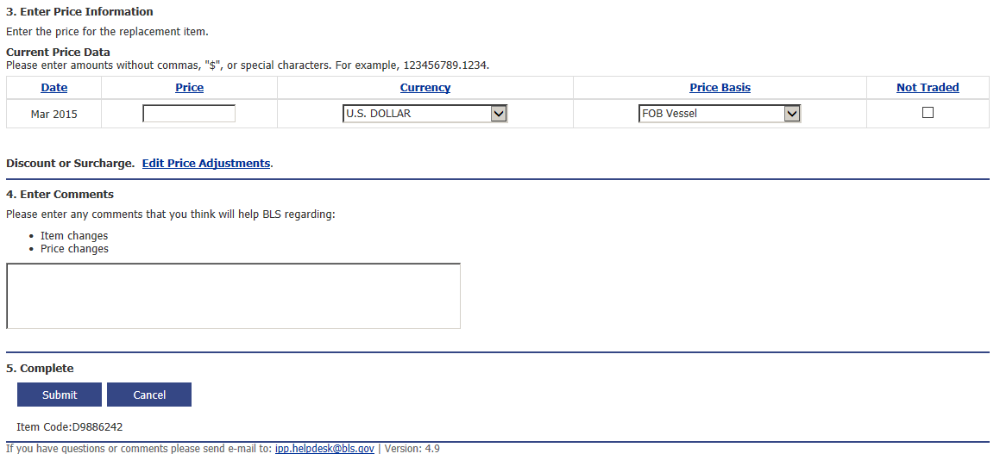 3. Enter Price Information
Enter the price for the replacement item.
Current Price Data
Please enter amounts without commas, "$", or special characters. For example, 123456789.1234.
Date Price Currency Price Basis Not Traded
Mar 2015 U.S. DOLLAR FOB Vessel
Discount or Surcharge. Edit Price Adjustments.
4. Enter Comments
Please enter any comments that you think will help BLS regarding:
• Item changes
• Price changes
5. Complete
Submit Cancel
Item Code:D9886242
If you have questions or comments please send e-mail to: ipp.helpdesk@bls.gov | Version: 4.9